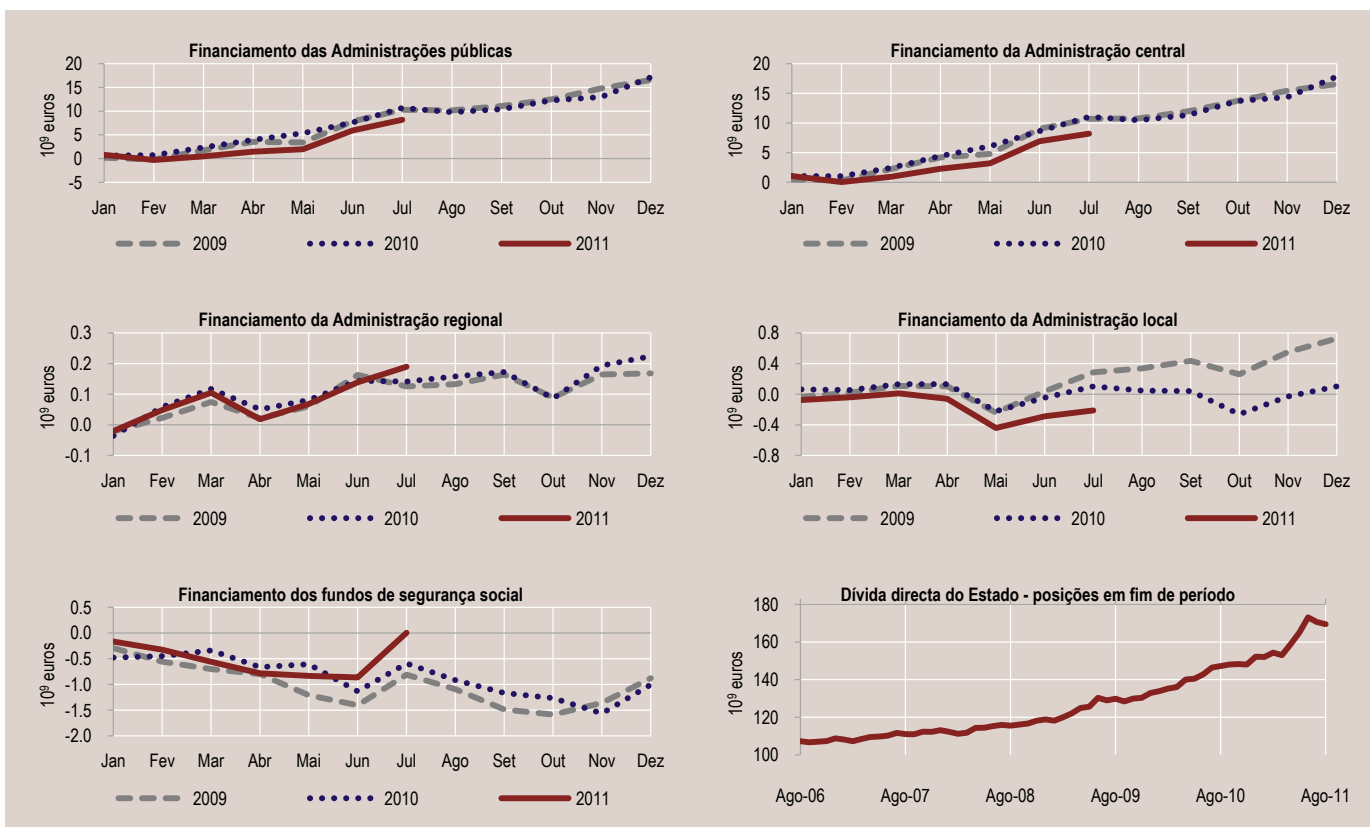 Financiamento das Administrações públicas
20
15
10
5
0
-5
10⁹ euros
Jan Fev Mar Abr Mai Jun Jul Ago Set Out Nov Dez
2009 2010 2011
Financiamento da Administração central
20
15
10
5
0
10⁹ euros
Jan Fev Mar Abr Mai Jun Jul Ago Set Out Nov Dez
2009 2010 2011
Financiamento da Administração regional
0.3
0.2
0.1
0.0
-0.1
10⁹ euros
Jan Fev Mar Abr Mai Jun Jul Ago Set Out Nov Dez
2009 2010 2011
Financiamento da Administração local
0.8
0.4
0.0
-0.4
-0.8
10⁹ euros
Jan Fev Mar Abr Mai Jun Jul Ago Set Out Nov Dez
2009 2010 2011
Financiamento dos fundos de segurança social
0.5
0.0
-0.5
-1.0
-1.5
-2.0
10⁹ euros
Jan Fev Mar Abr Mai Jun Jul Ago Set Out Nov Dez
2009 2010 2011
Dívida directa do Estado - posições em fim de período
180
160
140
120
100
10⁹ euros
Ago-06 Ago-07 Ago-08 Ago-09 Ago-10 Ago-11